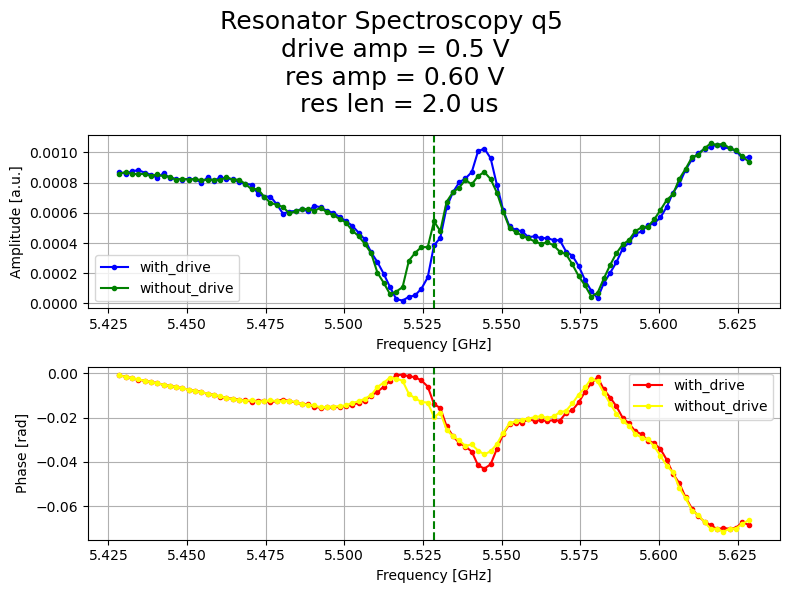 Resonator Spectroscopy q5
drive amp = 0.5 V
res amp = 0.60 V
res len = 2.0 us
Amplitude [a.u.]
0.0010
0.0008
0.0006
0.0004
0.0002
0.0000
with_drive
without_drive
5.425 5.450 5.475 5.500 5.525 5.550 5.575 5.600 5.625
Frequency [GHz]
Phase [rad]
0.00
−0.02
−0.04
−0.06
with_drive
without_drive
5.425 5.450 5.475 5.500 5.525 5.550 5.575 5.600 5.625
Frequency [GHz]